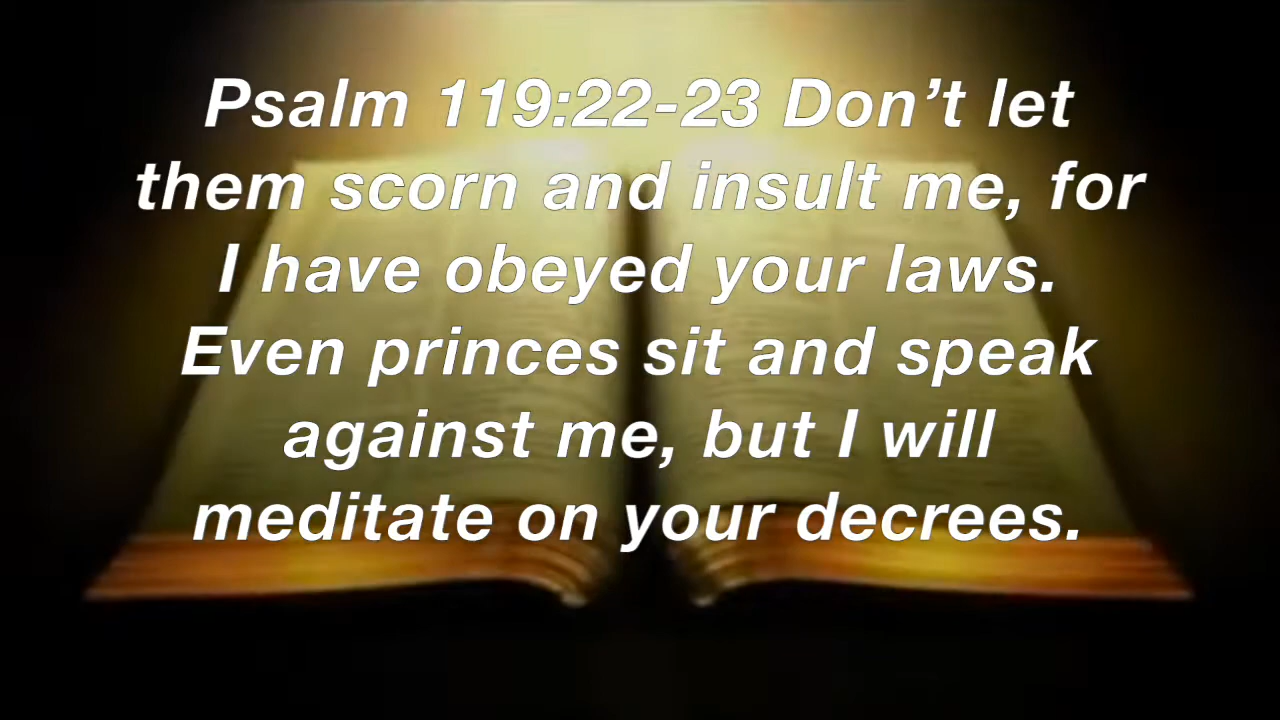 Psalm 119:22-23 Don’t let
them scorn and insult me, for
I have obeyed your laws.
Even princes sit and speak
against me, but I will
meditate on your decrees.